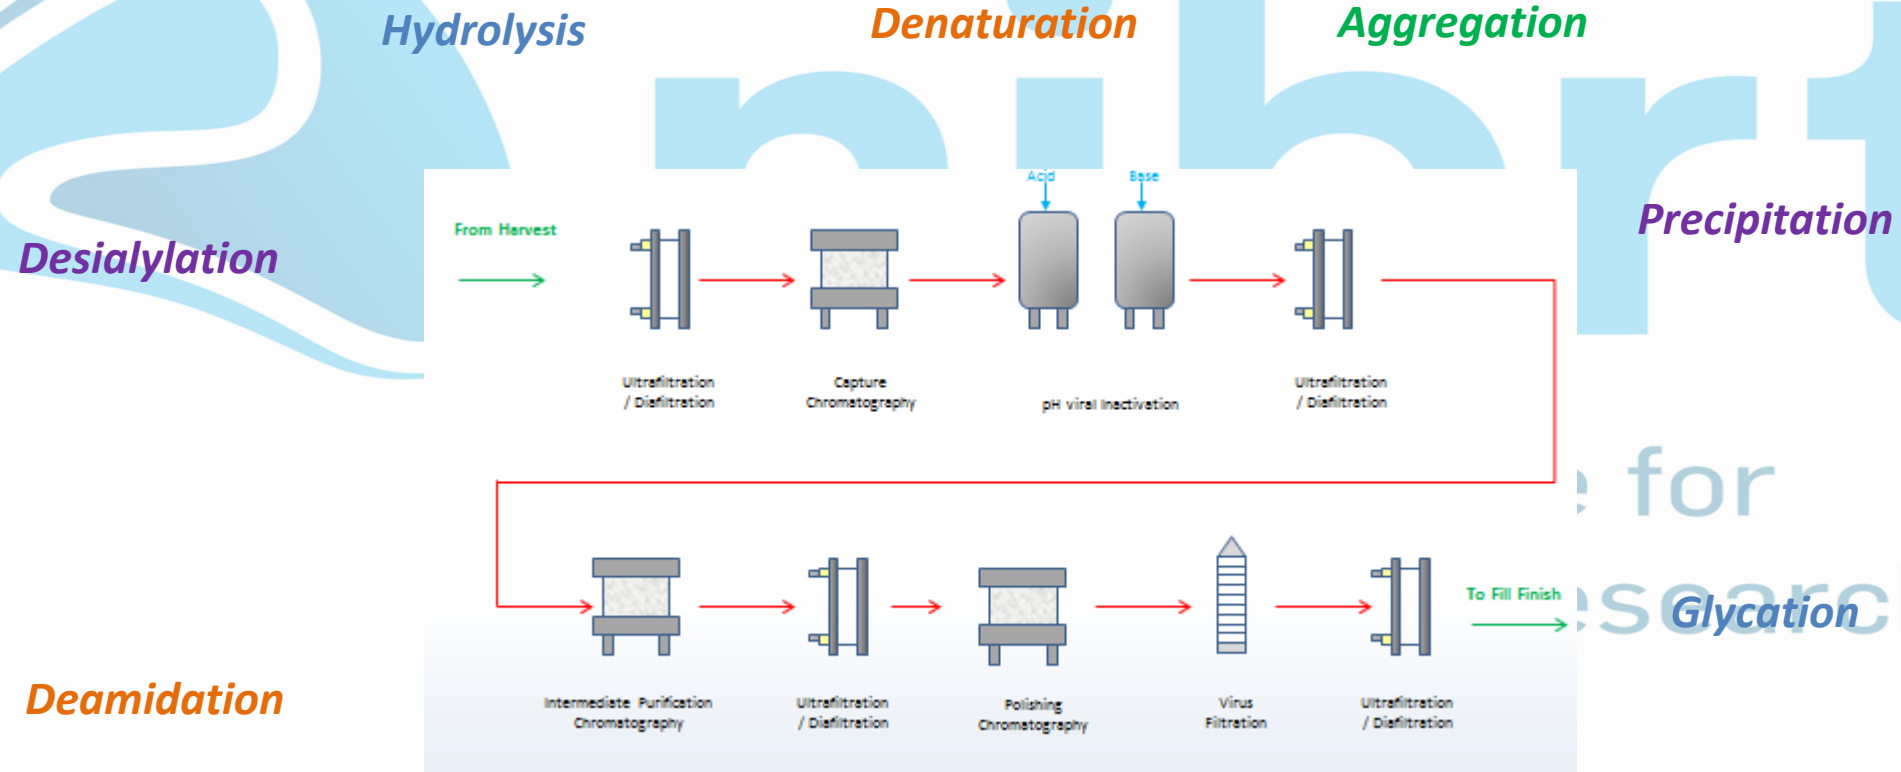 Hydrolysis
Denaturation
Aggregation
nibrt
Acid
Base
From Harvest
Precipitation
Desialylation
Ultrafiltration
/ Diafiltration
Capture
Chromatography
pH viral Inactivation
Ultrafiltration
/ Diafiltration
for
To Fill Finish
Glycation
Deamidation
Intermediate Purification
Chromatography
Ultrafiltration
/ Diafiltration
Polishing
Chromatography
Virus
Filtration
Ultrafiltration
/ Diafiltration